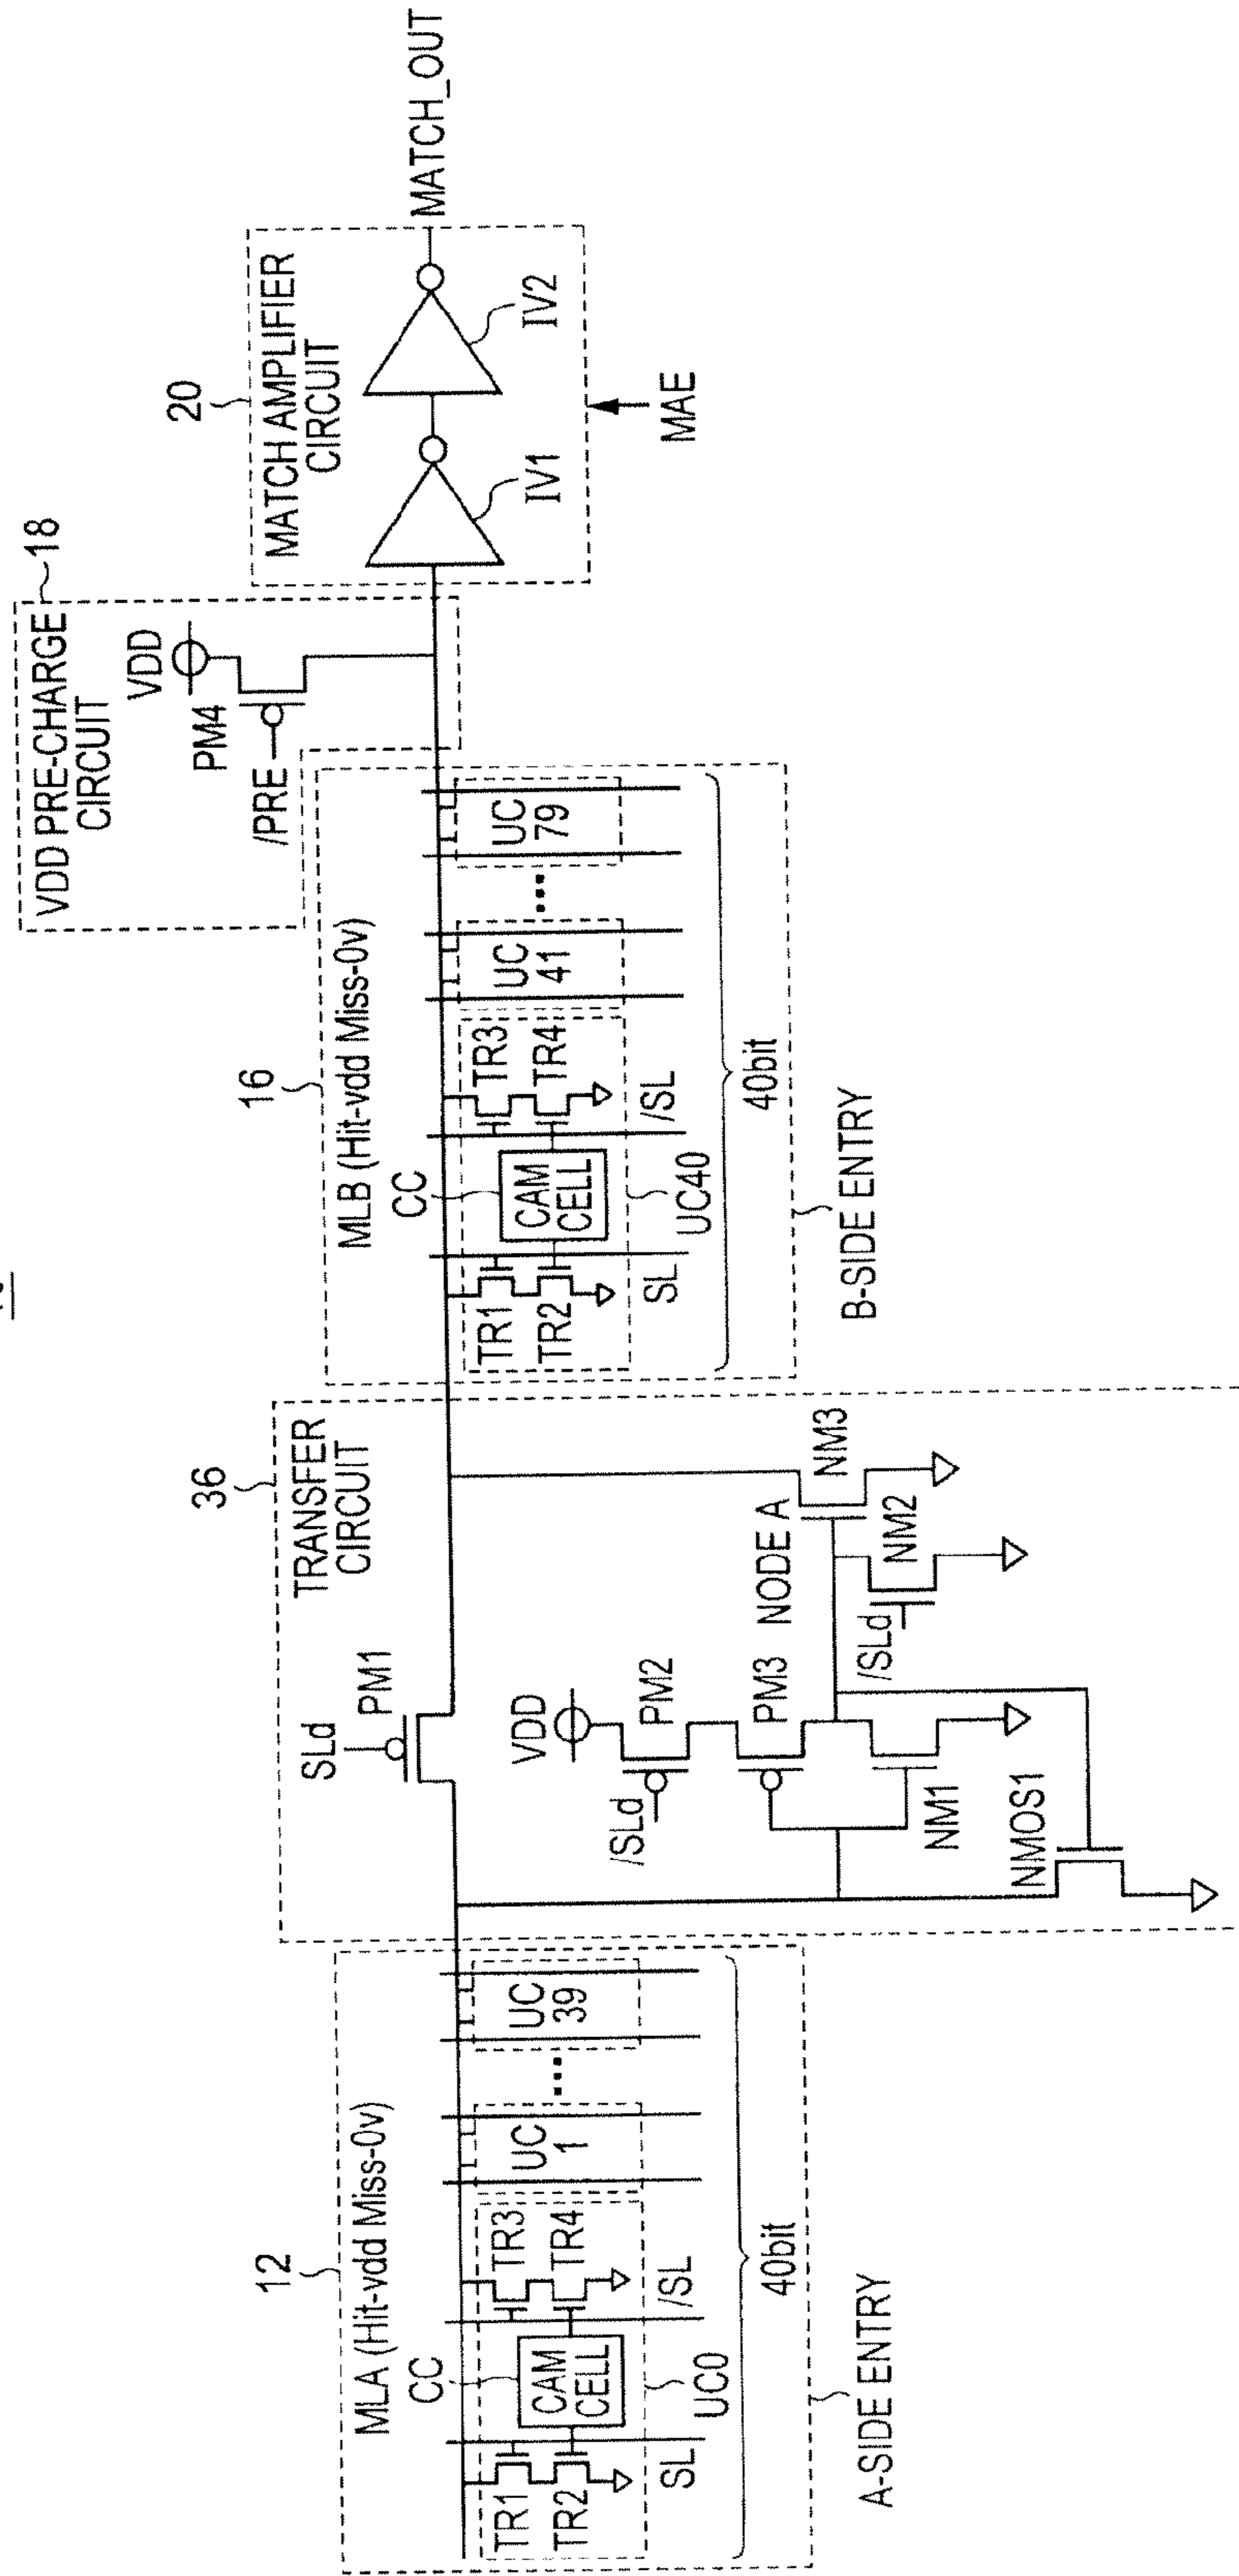 12
MLA (Hit-vdd Miss-0v)
CC
TR1
TR2
CAM
CELL
TR3
TR4
SL
/SL
UC0
UC
1
...
UC
39
40bit
A-SIDE ENTRY
36
TRANSFER
CIRCUIT
SLd
PM1
VDD
/SLd
PM2
PM3
NODE A
NM3
NM2
/SLd
NM1
NMOS1
16
MLB (Hit-vdd Miss-0v)
CC
TR1
TR2
CAM
CELL
TR3
TR4
SL
/SL
UC40
UC
41
...
UC
79
40bit
B-SIDE ENTRY
VDD PRE-CHARGE
CIRCUIT
18
VDD
PM4
/PRE
20
MATCH AMPLIFIER
CIRCUIT
IV1
IV2
MAE
MATCH_OUT